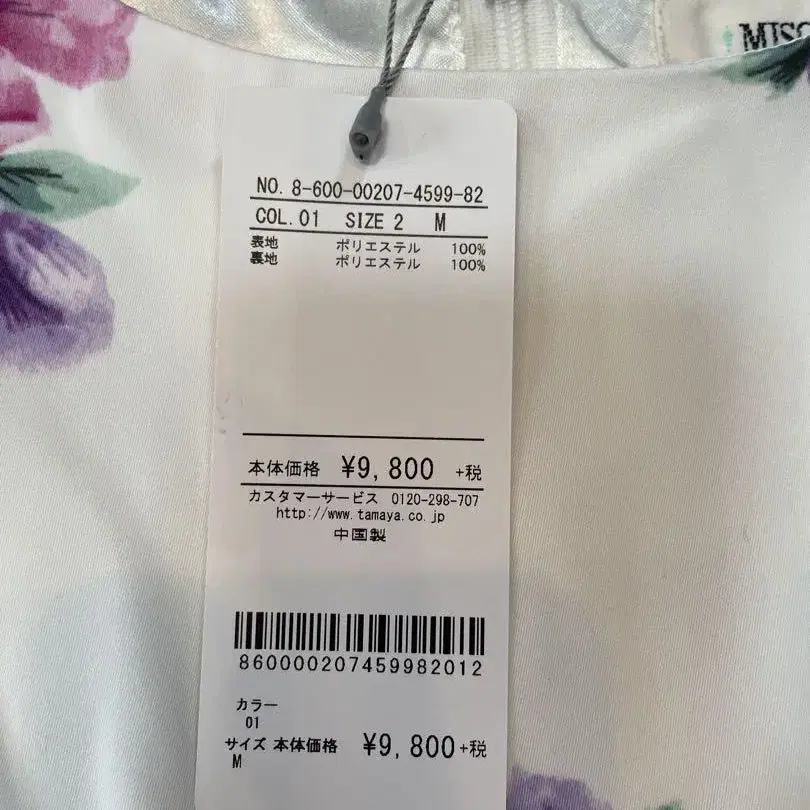 MISC
NO. 8-600-00207-4599-82
COL. 01 SIZE 2 M
表地 ポリエステル 100%
裏地 ポリエステル 100%
本体価格 ¥9,800 +税
カスタマーサービス 0120-298-707
http://www.tamaya.co.jp
中国製
860000207459982012
カラー
01
サイズ 本体価格 ¥9,800+税
M